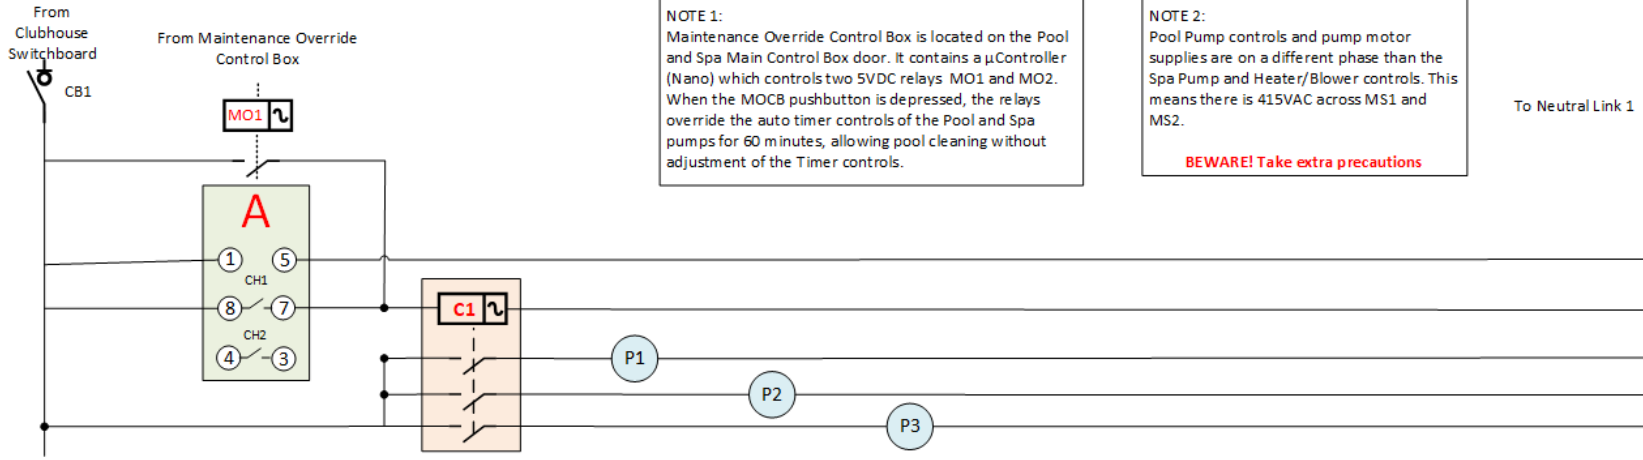 From
Clubhouse
Switchboard
CB1
From Maintenance Override
Control Box
MO1
NOTE 1:
Maintenance Override Control Box is located on the Pool
and Spa Main Control Box door. It contains a µController
(Nano) which controls two 5VDC relays MO1 and MO2.
When the MOCB pushbutton is depressed, the relays
override the auto timer controls of the Pool and Spa
pumps for 60 minutes, allowing pool cleaning without
adjustment of the Timer controls.
NOTE 2:
Pool Pump controls and pump motor
supplies are on a different phase than the
Spa Pump and Heater/Blower controls. This
means there is 415VAC across MS1 and
MS2.
BEWARE! Take extra precautions
To Neutral Link 1
A
1 5
CH1
8 7
CH2
4 3
C1
P1
P2
P3